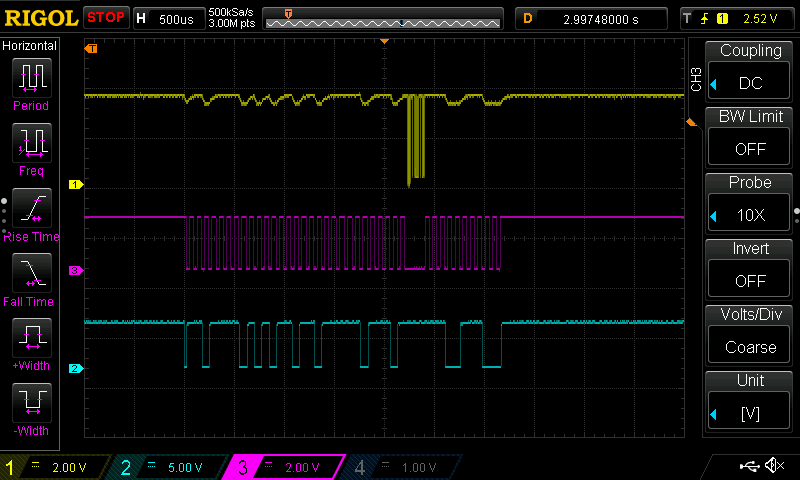 RIGOL STOP H 500us 500kSa/s 3.00M pts T D 2.99748000 s T 1 2.52 V
Horizontal
Period
Freq
Rise Time
Fall Time
+Width
-Width
T
1
3
2
CH3
Coupling
DC
BW Limit
OFF
Probe
10X
Invert
OFF
Volts/Div
Coarse
Unit
[V]
1 2.00 V 2 5.00 V 3 2.00 V 4 1.00 V